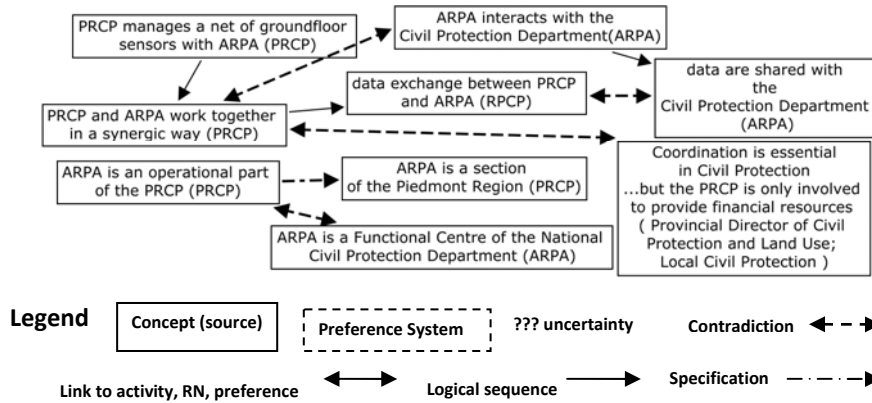 PRCP manages a net of groundfloor
sensors with ARPA (PRCP)
ARPA interacts with the
Civil Protection Department(ARPA)
data exchange between PRCP
and ARPA (RPCP)
data are shared with
the
Civil Protection Department
(ARPA)
PRCP and ARPA work together
in a synergic way (PRCP)
ARPA is an operational part
of the PRCP (PRCP)
ARPA is a section
of the Piedmont Region (PRCP)
Coordination is essential
in Civil Protection
...but the PRCP is only involved
to provide financial resources
( Provincial Director of Civil
Protection and Land Use;
Local Civil Protection )
ARPA is a Functional Centre of the National
Civil Protection Department (ARPA)
Legend
Concept (source)
Preference System
??? uncertainty
Contradiction
Link to activity, RN, preference
Logical sequence
Specification